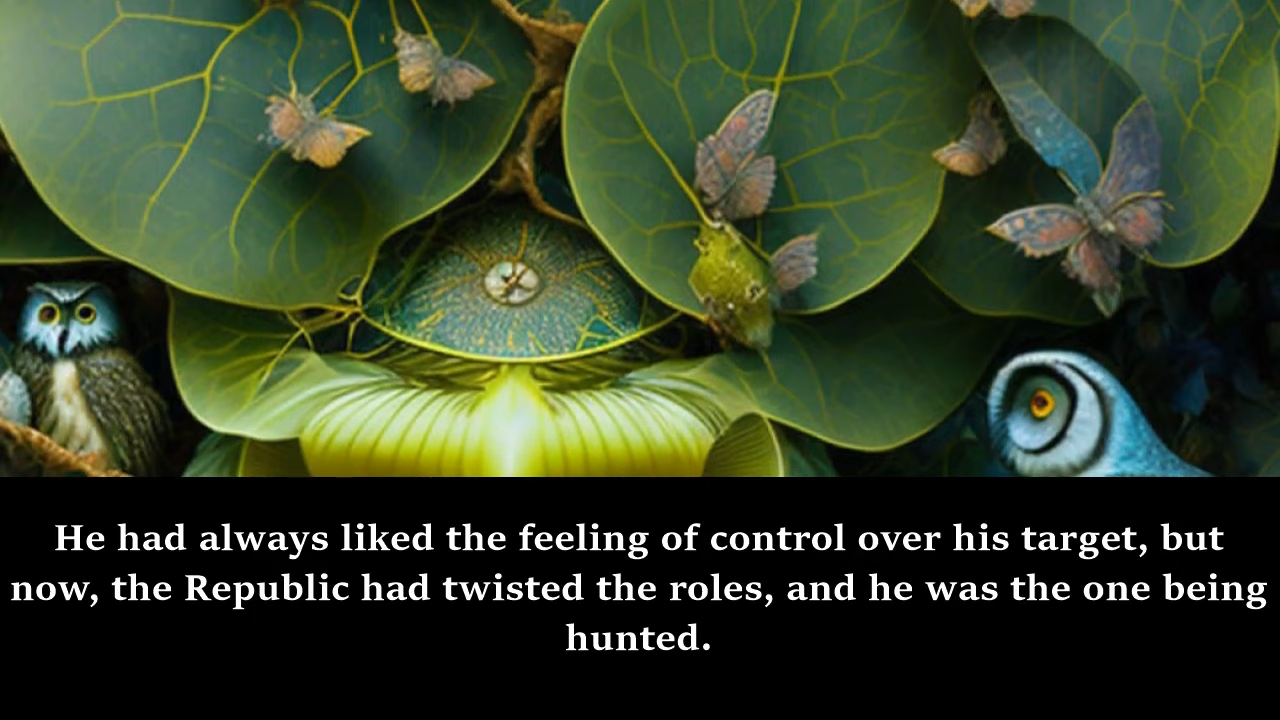 He had always liked the feeling of control over his target, but
now, the Republic had twisted the roles, and he was the one being
hunted.